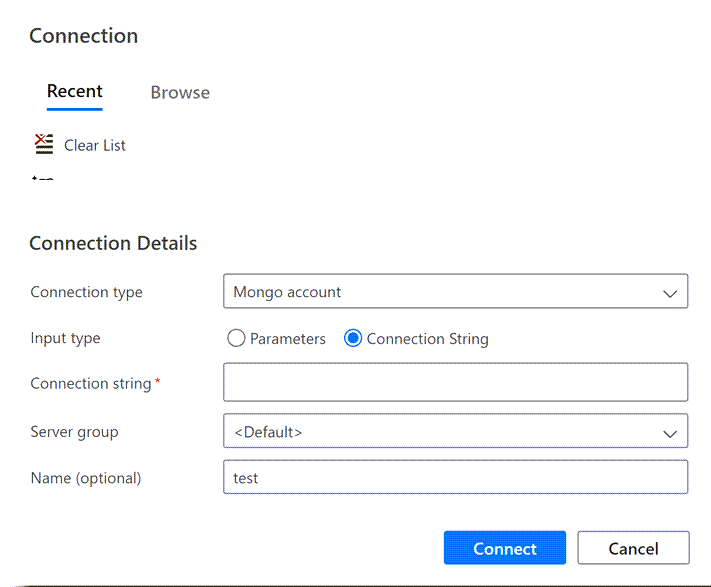 Connection
Recent Browse
Clear List
Connection Details
Connection type Mongo account
Input type Parameters Connection String
Connection string *
Server group <Default>
Name (optional) test
Connect Cancel